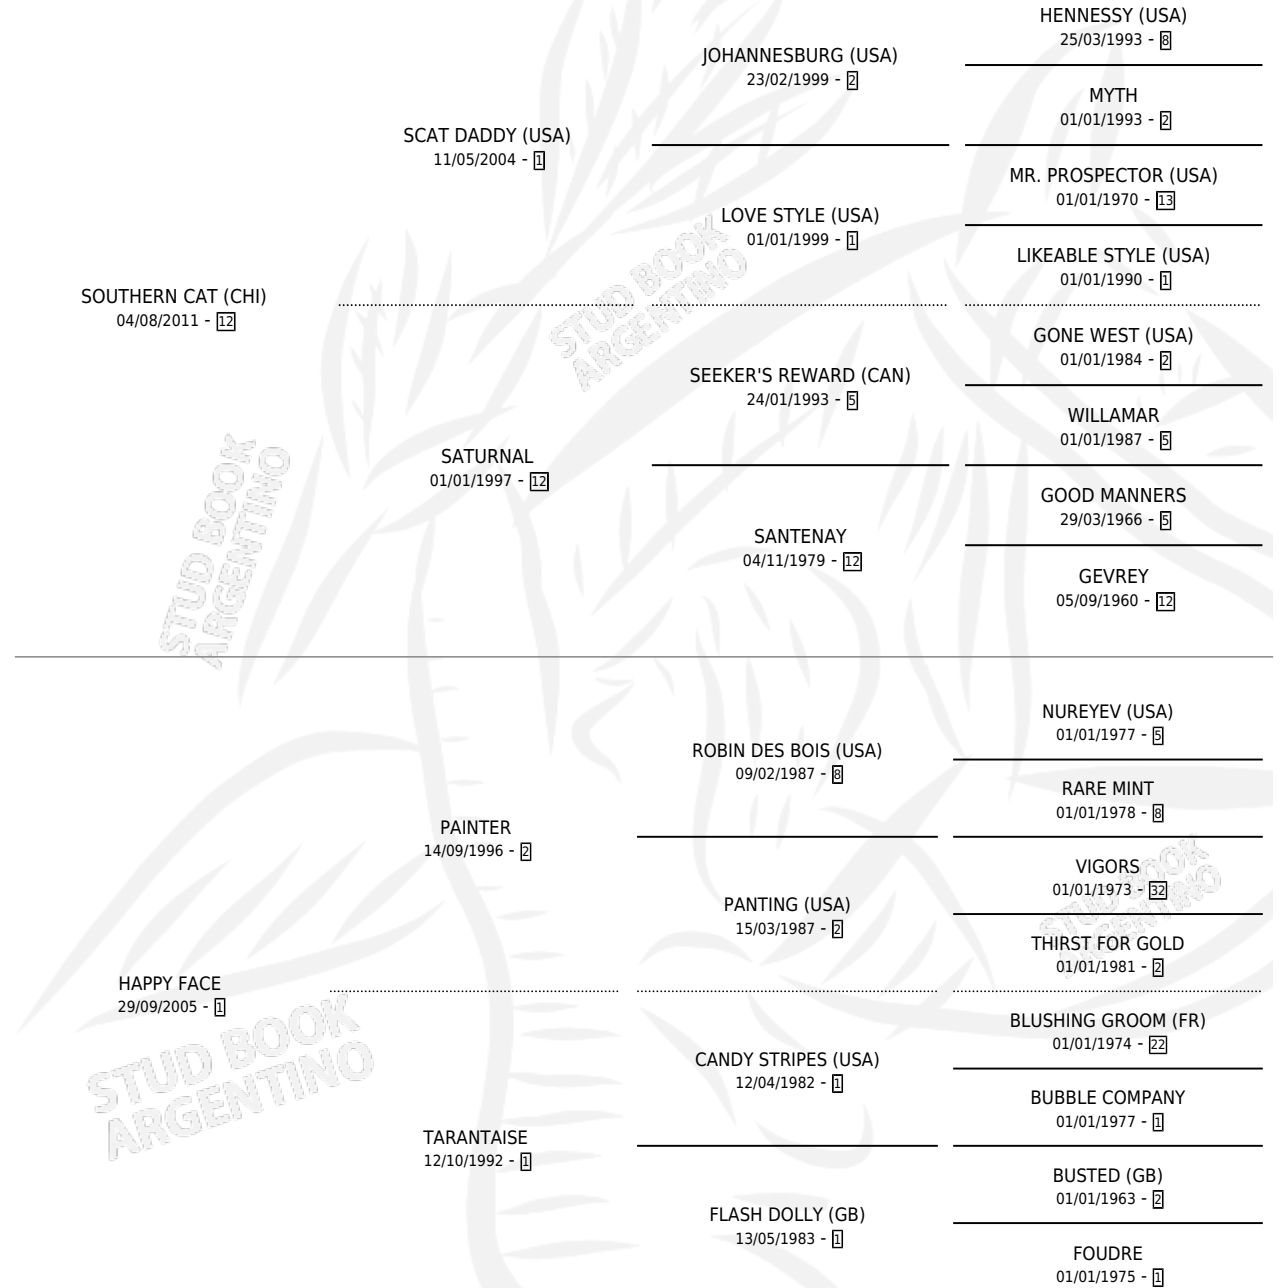 HENNESSY (USA)
25/03/1993 - 8
JOHANNESBURG (USA)
23/02/1999 - 2
MYTH
01/01/1993 - 2
SCAT DADDY (USA)
11/05/2004 - 1
MR. PROSPECTOR (USA)
01/01/1970 - 13
LOVE STYLE (USA)
01/01/1999 - 1
LIKEABLE STYLE (USA)
01/01/1990 - 1
SOUTHERN CAT (CHI)
04/08/2011 - 12
GONE WEST (USA)
01/01/1984 - 2
SEEKER'S REWARD (CAN)
24/01/1993 - 5
WILLAMAR
01/01/1987 - 5
SATURNAL
01/01/1997 - 12
GOOD MANNERS
29/03/1966 - 5
SANTENAY
04/11/1979 - 12
GEVREY
05/09/1960 - 12
NUREYEV (USA)
01/01/1977 - 5
ROBIN DES BOIS (USA)
09/02/1987 - 8
RARE MINT
01/01/1978 - 8
PAINTER
14/09/1996 - 2
VIGORS
01/01/1973 - 32
PANTING (USA)
15/03/1987 - 2
THIRST FOR GOLD
01/01/1981 - 2
HAPPY FACE
29/09/2005 - 1
BLUSHING GROOM (FR)
01/01/1974 - 22
CANDY STRIPES (USA)
12/04/1982 - 1
BUBBLE COMPANY
01/01/1977 - 1
TARANTAISE
12/10/1992 - 1
BUSTED (GB)
01/01/1963 - 2
FLASH DOLLY (GB)
13/05/1983 - 1
FOUDRE
01/01/1975 - 1
STUD BOOK
ARGENTINO
STUD BOOK
ARGENTINO
STUD BOOK
ARGENTINO
STUD BOOK
ARGENTINO